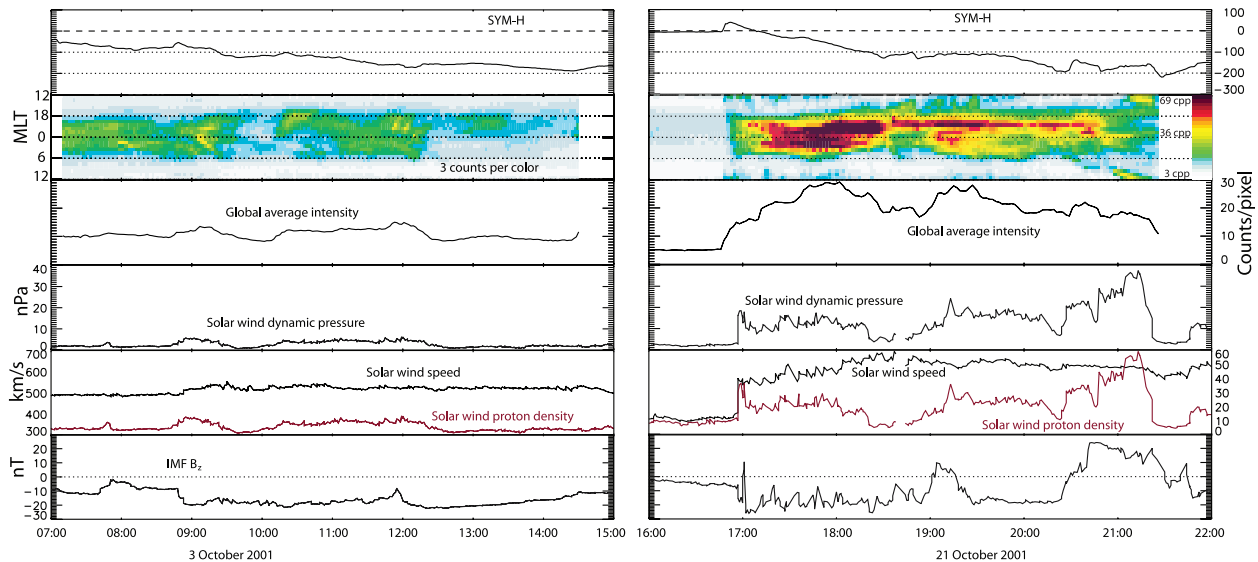 SYM-H
SYM-H
0
−100
−200
−300
12
18
0
6
12
MLT
3 counts per color
69 cpp
36 cpp
3 cpp
Global average intensity
Global average intensity
30
20
10
0
Counts/pixel
40
30
20
10
0
nPa
Solar wind dynamic pressure
Solar wind dynamic pressure
700
600
500
400
300
km/s
Solar wind speed
Solar wind proton density
Solar wind speed
Solar wind proton density
60
50
40
30
20
10
0
20
10
0
−10
−20
−30
nT
IMF Bz
07:00 08:00 09:00 10:00 11:00 12:00 13:00 14:00 15:00
16:00 17:00 18:00 19:00 20:00 21:00 22:00
3 October 2001
21 October 2001